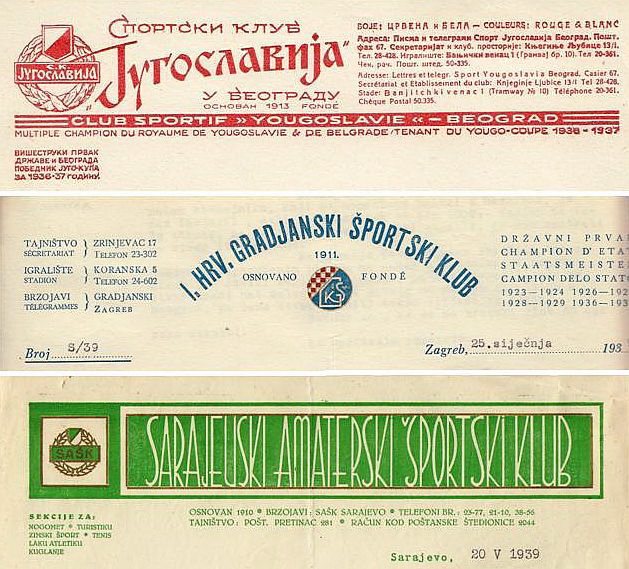 СПОРТСКИ КЛУБ
„Југославија“
У БЕОГРАДУ
ОСНОВАН 1913 FONDÉ
С.К.
ЈУГОСЛАВИЈА
БОЈЕ: ЦРВЕНА и БЕЛА — COULEURS: ROUGE & BLANC
Адреса: Писма и телеграми Спорт Југославија Београд. Пошт.
фах 67. Секретаријат и клуб. просторије: Књегиње Љубице 13/I
Тел. 28-428. Игралиште: Бањички венац 1 (Трамвај бр. 10). Тел. 20-361.
Чек. рач. Пошт. штед. 50-335.
Adresse: Lettres et telegr. Sport Yougoslavia Beograd. Casier 67.
Secrétariat et Etablissement du club: Knjeginje Ljubice 13/I Tel 28-428,
Stade: Banjitchki venac 1 (Tramway № 10) Téléphone 20-361.
Chéque Postal 50.335.
CLUB SPORTIF »YOUGOSLAVIE« — BEOGRAD
MULTIPLE CHAMPION DU ROYAUME DE YOUGOSLAVIE & DE BELGRADE/TENANT DU YOUGO-COUPE 1936 - 1937
ВИШЕСТРУКИ ПРВАК
ДРЖАВЕ и БЕОГРАДА
ПОБЕДНИК ЈУГО-КУПА
ЗА 1936-37 ГОДИНУ.
TAJNIŠTVO
SÉCRETARIAT
ZRINJEVAC 17
TELEFON 23-302
IGRALIŠTE
STADION
KORANSKA 5
TELEFON 24-602
BRZOJAVI
TÉLÉGRAMMES
GRADJANSKI
ZAGREB
I. HRV. GRADJANSKI ŠPORTSKI KLUB
1911.
OSNOVANO FONDÉ
DRŽAVNI PRVA
CHAMPION D'ETA
STAATSMEISTE
CAMPION DELO STAT
1923—1924 1926—192
1928—1929 1936—193
Broj S/39
Zagreb, 25. siječnja 193
SAŠK
SARAJEVSKI AMATERSKI ŠPORTSKI KLUB
SEKCIJE ZA:
NOGOMET • TURISTIKU
ZIMSKI ŠPORT • TENIS
LAKU ATLETIKU
KUGLANJE
OSNOVAN 1910 • BRZOJAVI: SAŠK SARAJEVO • TELEFONI BR.: 23-77, 21-10, 38-56
TAJNIŠTVO: POŠT. PRETINAC 281 • RAČUN KOD POŠTANSKE ŠTEDIONICE 2044
Sarajevo, 20 V 1939